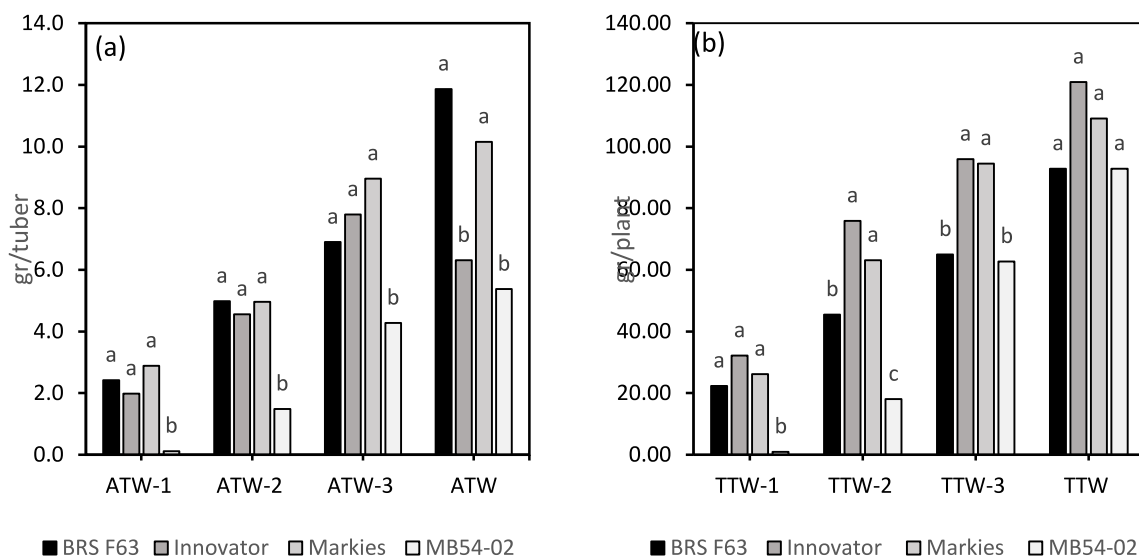 (a)
14.0
12.0
10.0
8.0
6.0
4.0
2.0
0.0
gr/tuber
a a a b
a a a b
a a a b
a b a b
ATW-1 ATW-2 ATW-3 ATW
BRS F63 Innovator Markies MB54-02
(b)
140.00
120.00
100.00
80.00
60.00
40.00
20.00
0.00
gr/plant
a a a b
b a a c
b a a b
a a a a
TTW-1 TTW-2 TTW-3 TTW
BRS F63 Innovator Markies MB54-02